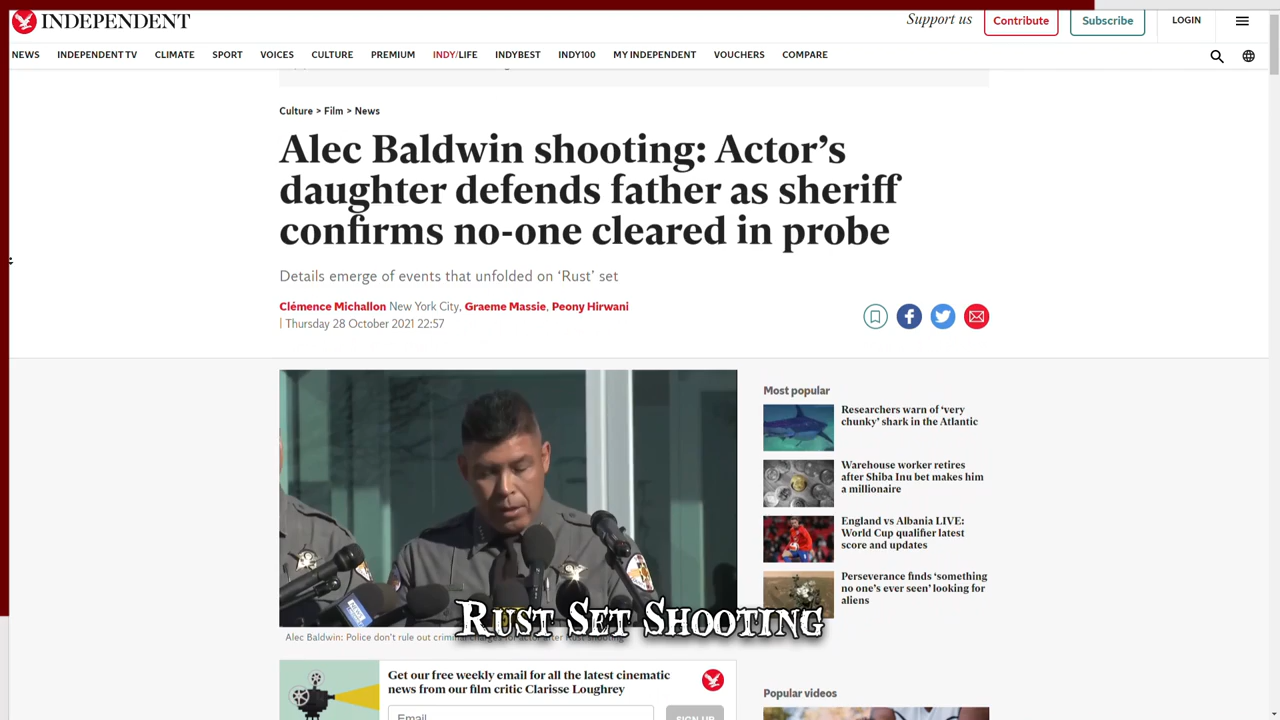 INDEPENDENT
Support us
Contribute
Subscribe
LOGIN
NEWS INDEPENDENT TV CLIMATE SPORT VOICES CULTURE PREMIUM INDY/LIFE INDYBEST INDY100 MY INDEPENDENT VOUCHERS COMPARE
Culture > Film > News
Alec Baldwin shooting: Actor's
daughter defends father as sheriff
confirms no-one cleared in probe
Details emerge of events that unfolded on ‘Rust’ set
Clémence Michallon New York City, Graeme Massie, Peony Hirwani
| Thursday 28 October 2021 22:57
Most popular
Researchers warn of ‘very
chunky’ shark in the Atlantic
Warehouse worker retires
after Shiba Inu bet makes him
a millionaire
England vs Albania LIVE:
World Cup qualifier latest
score and updates
Perseverance finds ‘something
no one's ever seen’ looking for
aliens
Rust Set Shooting
Alec Baldwin: Police don't rule out
Get our free weekly email for all the latest cinematic
news from our film critic Clarisse Loughrey
Email
SIGN UP
Popular videos